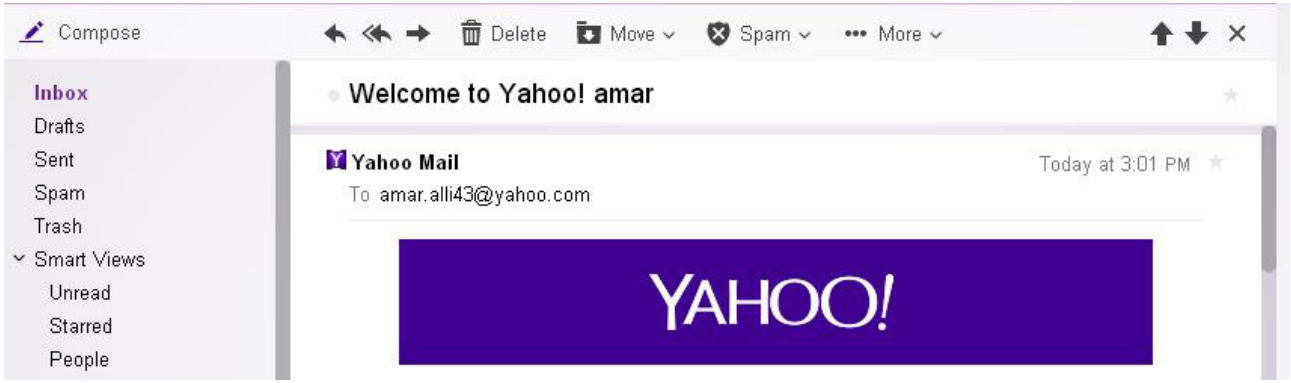 Compose
Delete Move Spam ••• More
Inbox
Drafts
Sent
Spam
Trash
Smart Views
Unread
Starred
People
Welcome to Yahoo! amar
Y Yahoo Mail Today at 3:01 PM
To amar.alli43@yahoo.com
YAHOO!